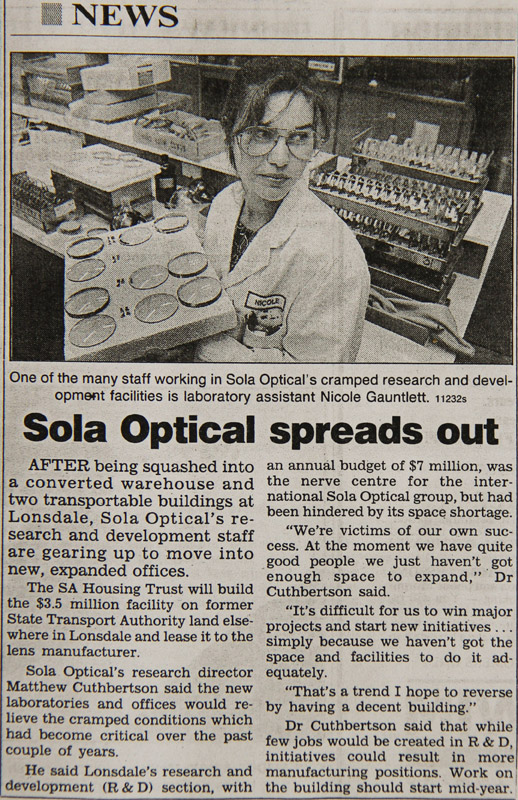 NEWS
NICOLE
One of the many staff working in Sola Optical's cramped research and devel-
opment facilities is laboratory assistant Nicole Gauntlett. 11232s
Sola Optical spreads out
AFTER being squashed into
a converted warehouse and
two transportable buildings at
Lonsdale, Sola Optical's re-
search and development staff
are gearing up to move into
new, expanded offices.
The SA Housing Trust will build
the $3.5 million facility on former
State Transport Authority land else-
where in Lonsdale and lease it to the
lens manufacturer.
Sola Optical's research director
Matthew Cuthbertson said the new
laboratories and offices would re-
lieve the cramped conditions which
had become critical over the past
couple of years.
He said Lonsdale's research and
development (R & D) section, with
an annual budget of $7 million, was
the nerve centre for the inter-
national Sola Optical group, but had
been hindered by its space shortage.
"We're victims of our own suc-
cess. At the moment we have quite
good people we just haven't got
enough space to expand," Dr
Cuthbertson said.
"It's difficult for us to win major
projects and start new initiatives . . .
simply because we haven't got the
space and facilities to do it ad-
equately.
"That's a trend I hope to reverse
by having a decent building."
Dr Cuthbertson said that while
few jobs would be created in R & D,
initiatives could result in more
manufacturing positions. Work on
the building should start mid-year.